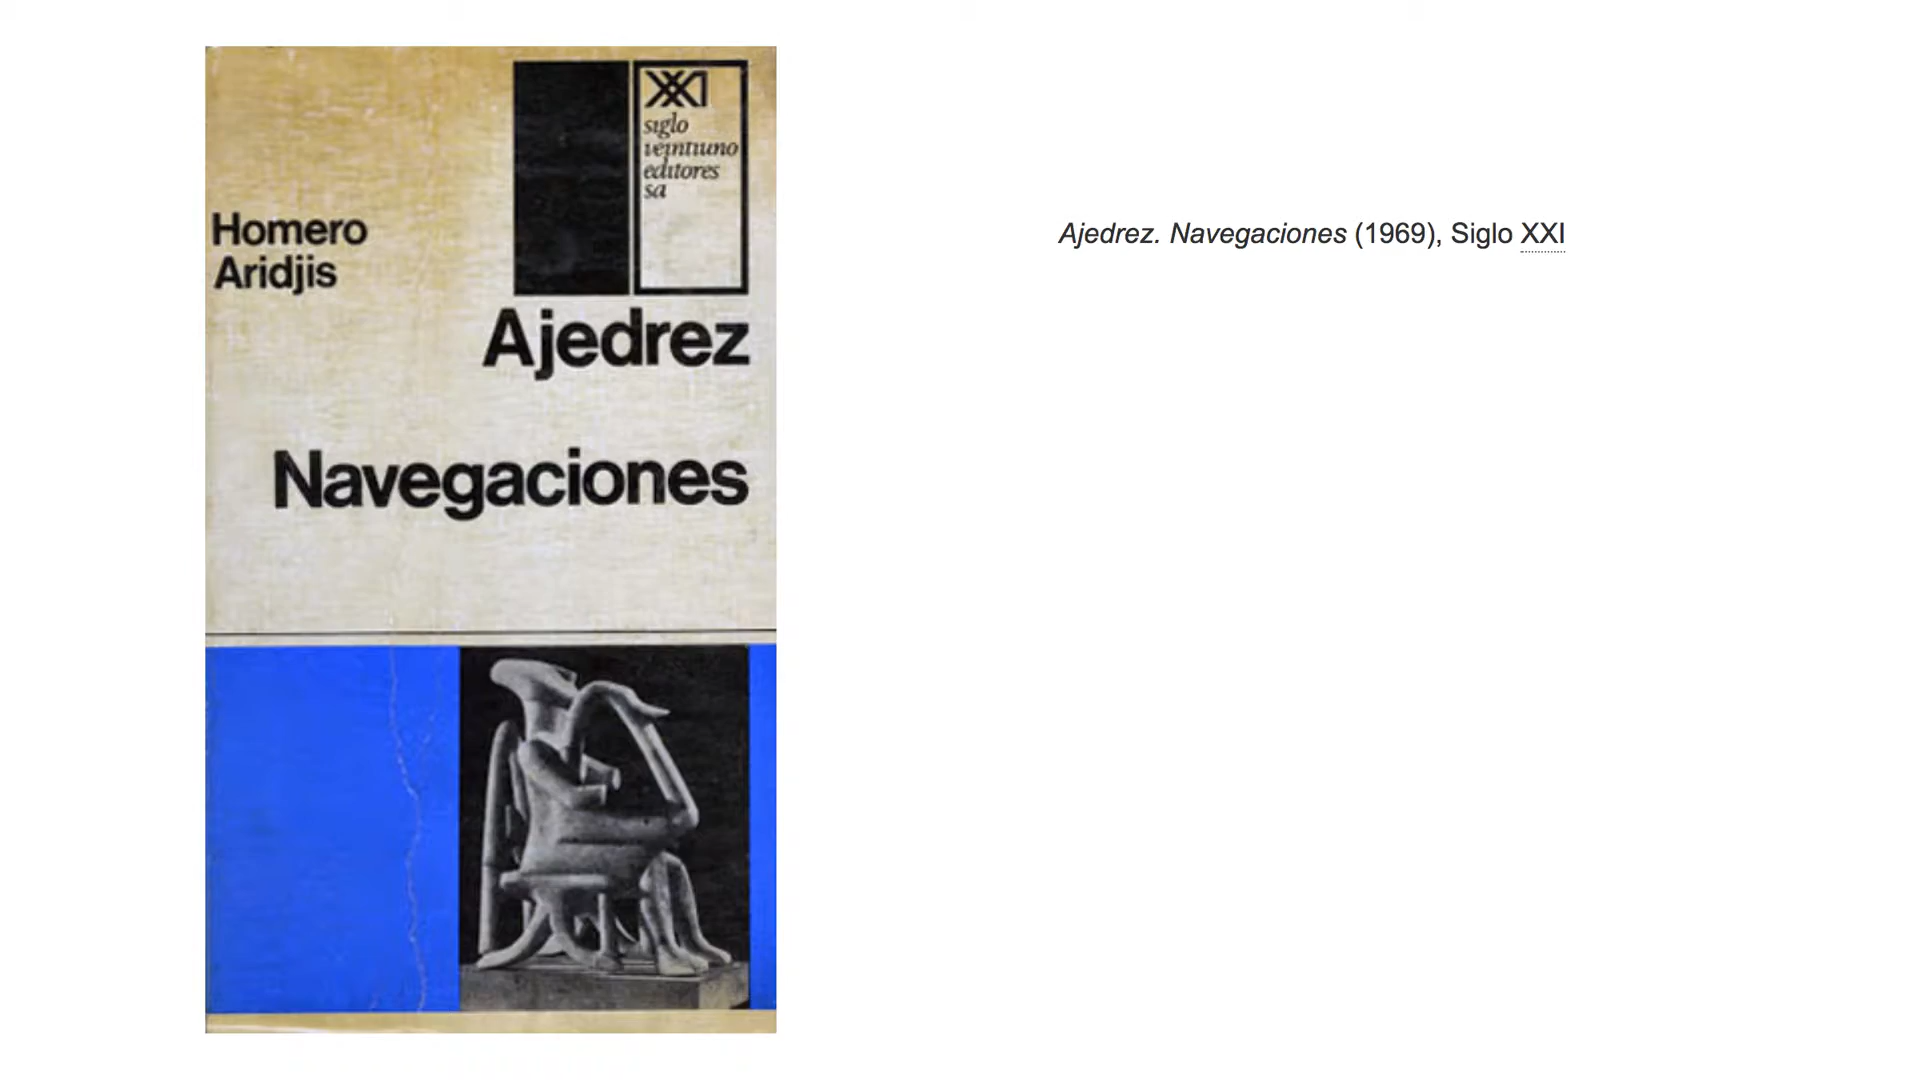 XXI
siglo
veintiuno
editores
sa
Homero
Aridjis
Ajedrez
Navegaciones
Ajedrez. Navegaciones (1969), Siglo XXI